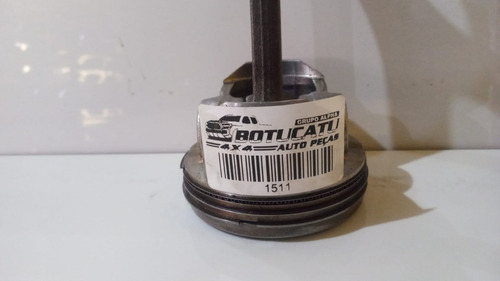 GRUPO ALPHA
BOTUCATU
4X4 AUTO PEÇAS
1511